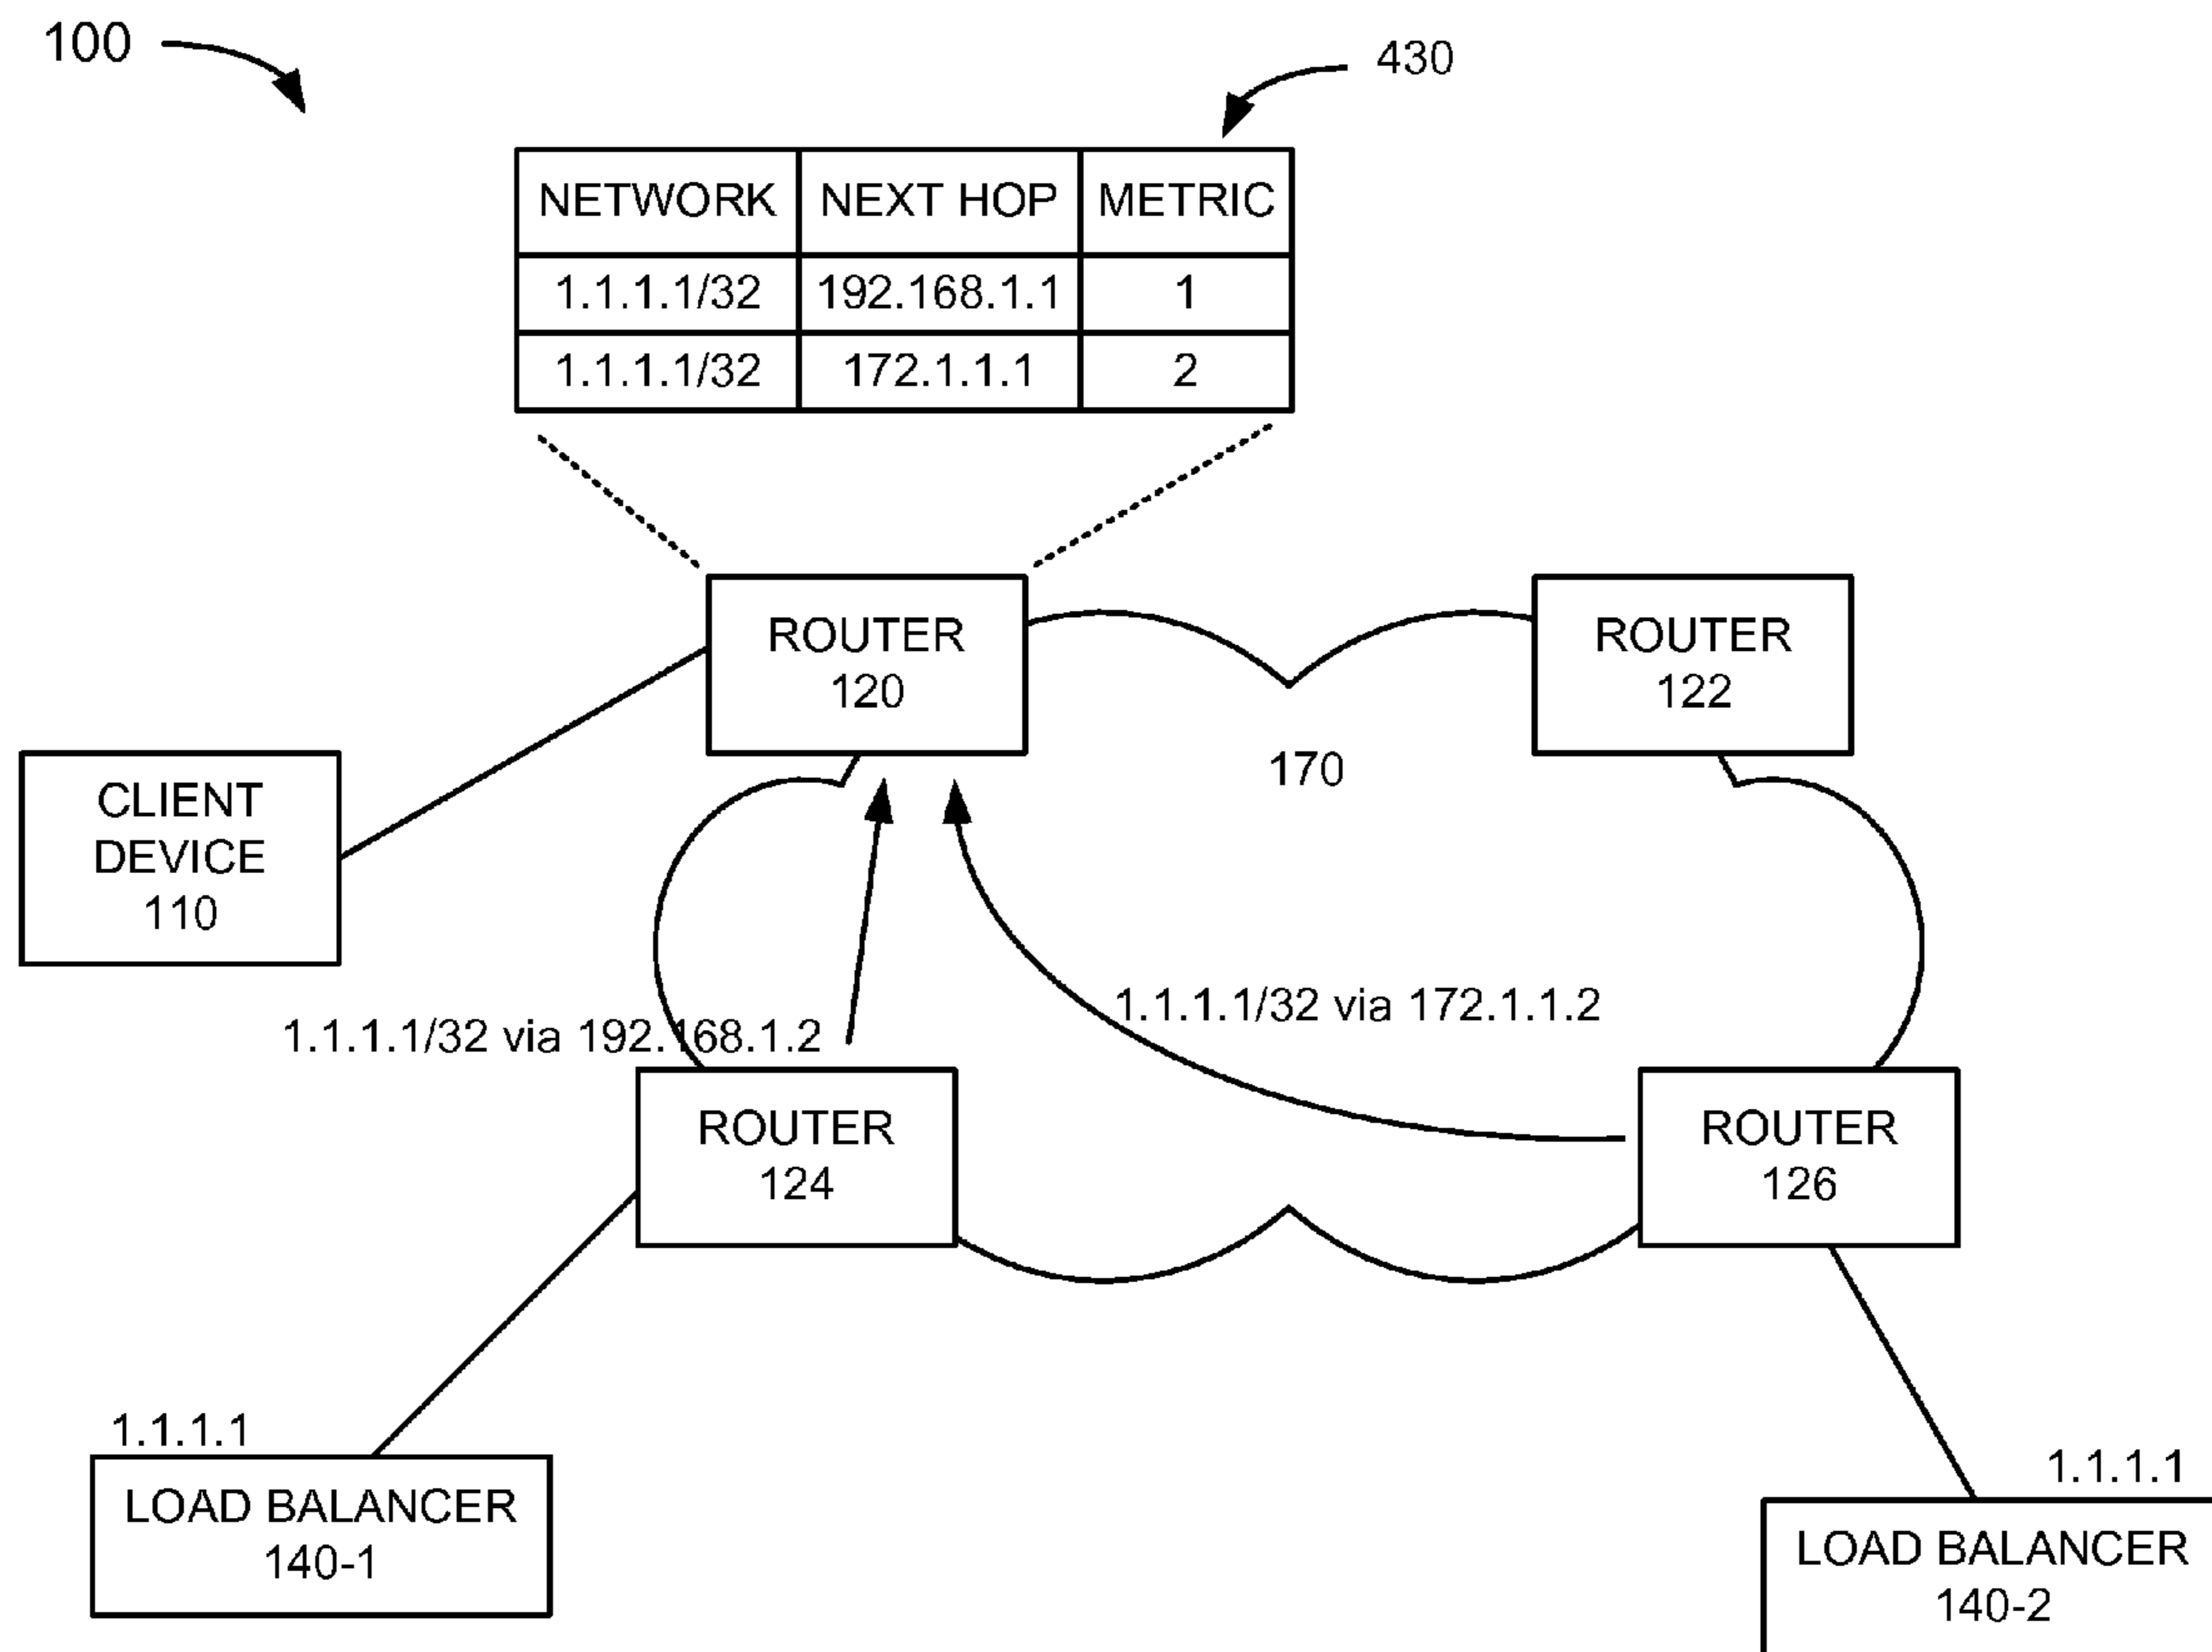 100
430
NETWORK NEXT HOP METRIC
1.1.1.1/32 192.168.1.1 1
1.1.1.1/32 172.1.1.1 2
ROUTER
120
ROUTER
122
170
CLIENT
DEVICE
110
1.1.1.1/32 via 172.1.1.2
1.1.1.1/32 via 192.168.1.2
ROUTER
124
ROUTER
126
1.1.1.1
LOAD BALANCER
140-1
1.1.1.1
LOAD BALANCER
140-2